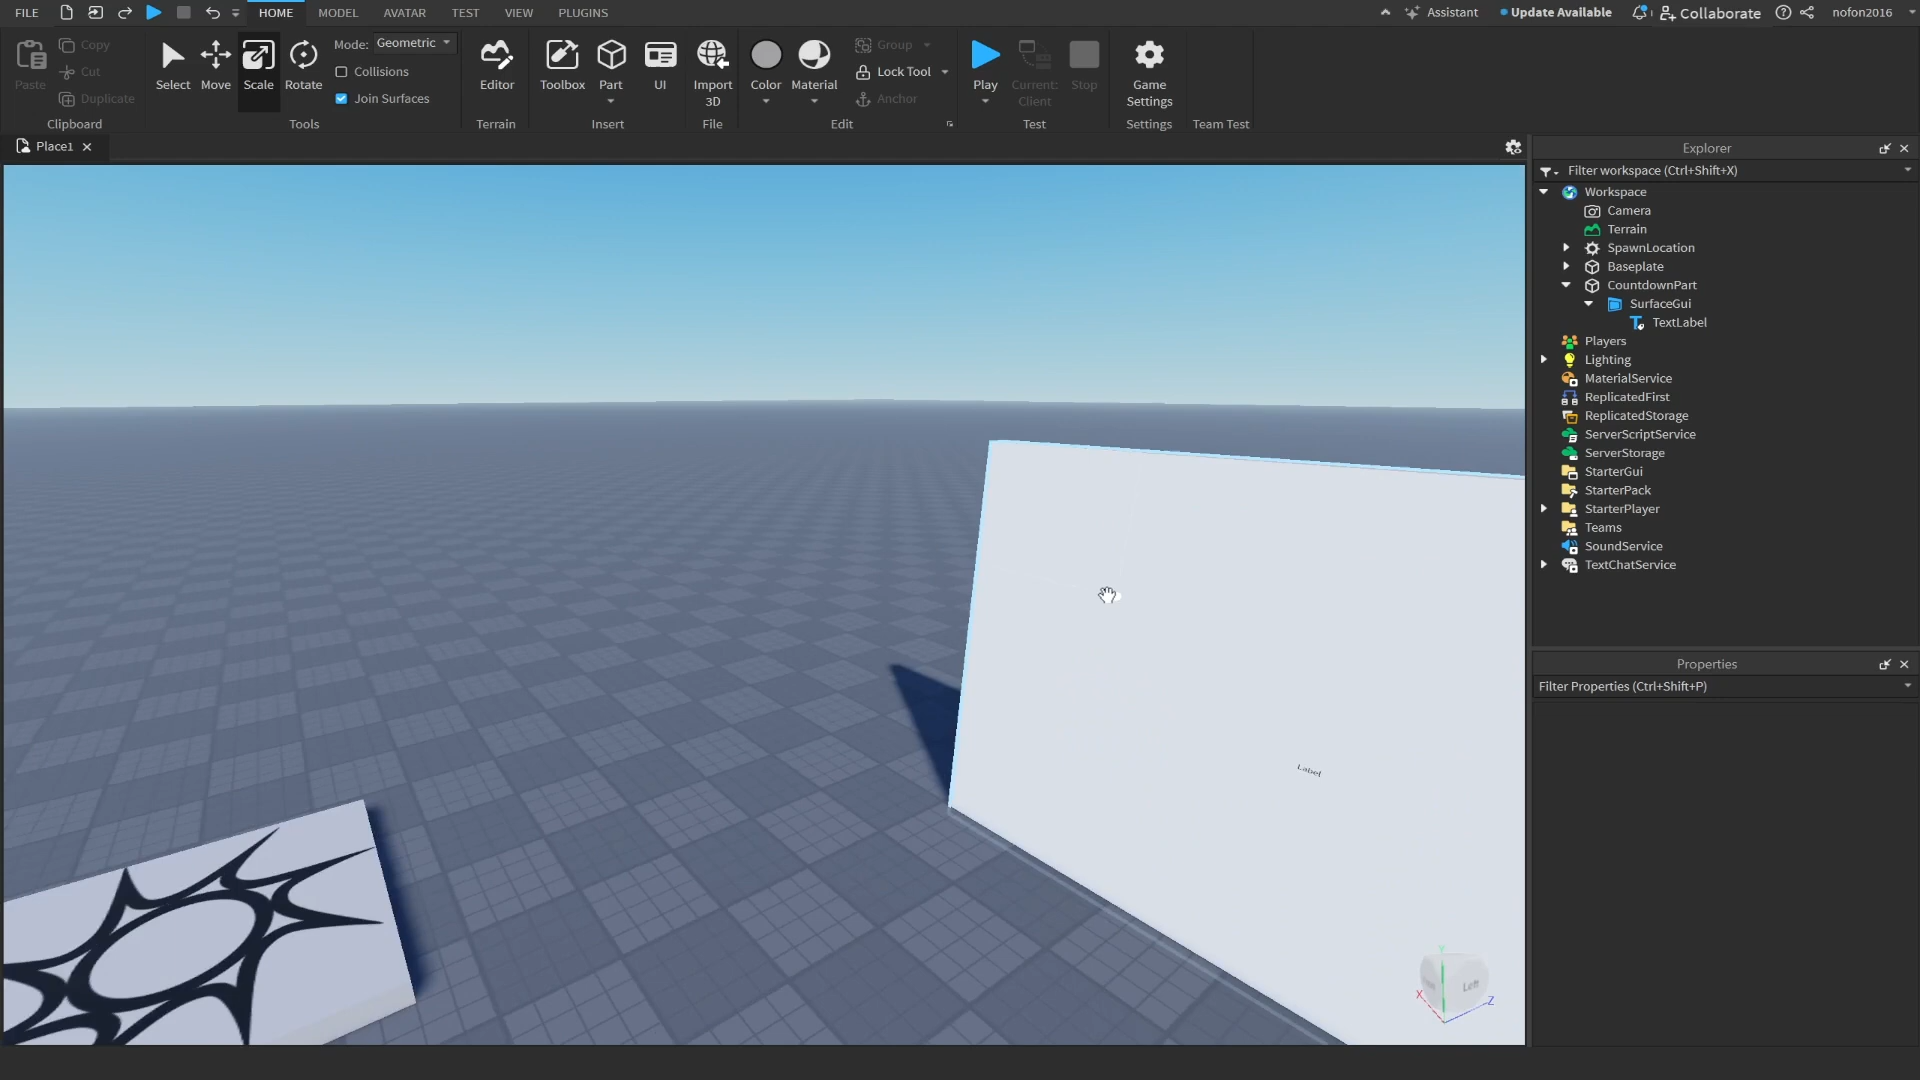 FILE HOME MODEL AVATAR TEST VIEW PLUGINS Assistant Update Available Collaborate nofon2016
Paste
Copy
Cut
Duplicate
Clipboard
Select Move Scale Rotate
Mode: Geometric
Collisions
Join Surfaces
Tools
Editor
Terrain
Toolbox Part UI
Insert
Import
3D
File
Color Material
Group
Lock Tool
Anchor
Edit
Play
Current:
Client
Stop
Test
Game
Settings
Settings
Team Test
Place1
Label
Left
X
Y
Z
Explorer
Filter workspace (Ctrl+Shift+X)
Workspace
Camera
Terrain
SpawnLocation
Baseplate
CountdownPart
SurfaceGui
TextLabel
Players
Lighting
MaterialService
ReplicatedFirst
ReplicatedStorage
ServerScriptService
ServerStorage
StarterGui
StarterPack
StarterPlayer
Teams
SoundService
TextChatService
Properties
Filter Properties (Ctrl+Shift+P)